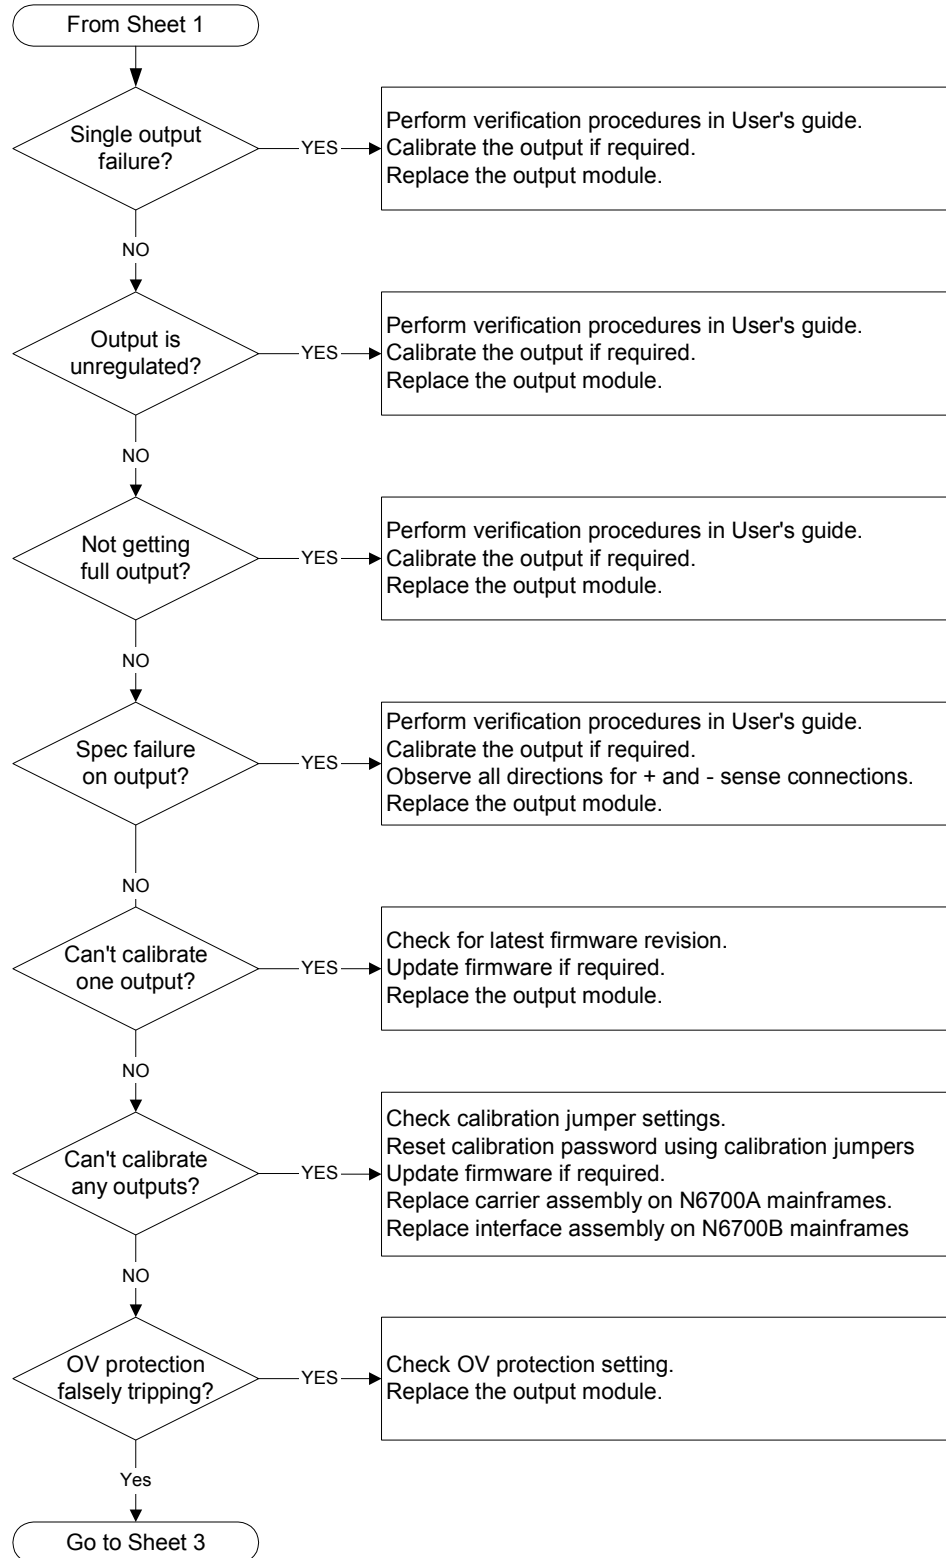 From Sheet 1
Single output
failure?
YES
Perform verification procedures in User's guide.
Calibrate the output if required.
Replace the output module.
NO
Output is
unregulated?
YES
Perform verification procedures in User's guide.
Calibrate the output if required.
Replace the output module.
NO
Not getting
full output?
YES
Perform verification procedures in User's guide.
Calibrate the output if required.
Replace the output module.
NO
Spec failure
on output?
YES
Perform verification procedures in User's guide.
Calibrate the output if required.
Observe all directions for + and - sense connections.
Replace the output module.
NO
Can't calibrate
one output?
YES
Check for latest firmware revision.
Update firmware if required.
Replace the output module.
NO
Can't calibrate
any outputs?
YES
Check calibration jumper settings.
Reset calibration password using calibration jumpers
Update firmware if required.
Replace carrier assembly on N6700A mainframes.
Replace interface assembly on N6700B mainframes
NO
OV protection
falsely tripping?
YES
Check OV protection setting.
Replace the output module.
Yes
Go to Sheet 3